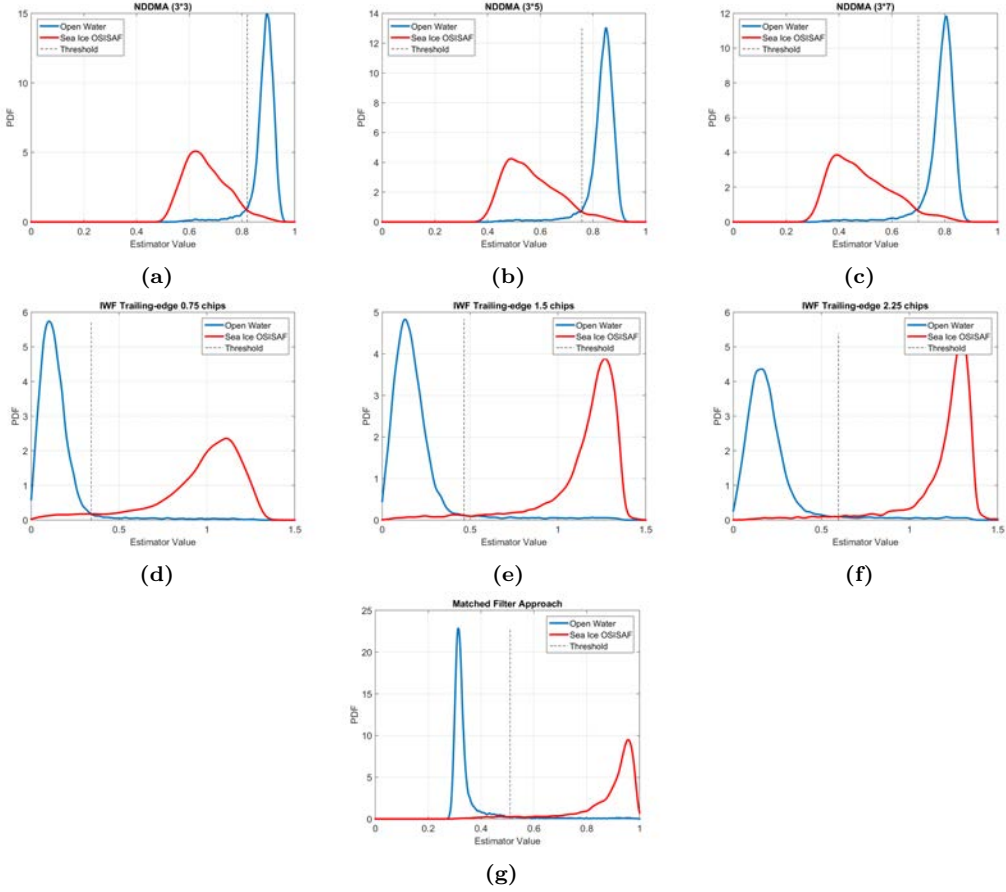 NDDMA (3*3)
NDDMA (3*5)
NDDMA (3*7)
15
10
5
0
PDF
Open Water
Sea Ice OSISAF
Threshold
0 0.2 0.4 0.6 0.8 1
Estimator Value
(a)
14
12
10
8
6
4
2
0
PDF
Open Water
Sea Ice OSISAF
Threshold
0 0.2 0.4 0.6 0.8 1
Estimator Value
(b)
12
10
8
6
4
2
0
PDF
Open Water
Sea Ice OSISAF
Threshold
0 0.2 0.4 0.6 0.8 1
Estimator Value
(c)
IWF Trailing-edge 0.75 chips
6
5
4
3
2
1
0
PDF
Open Water
Sea Ice OSISAF
Threshold
0 0.5 1 1.5
Estimator Value
(d)
IWF Trailing-edge 1.5 chips
5
4
3
2
1
0
PDF
Open Water
Sea Ice OSISAF
Threshold
0 0.5 1 1.5
Estimator Value
(e)
IWF Trailing-edge 2.25 chips
6
5
4
3
2
1
0
PDF
Open Water
Sea Ice OSISAF
Threshold
0 0.5 1 1.5
Estimator Value
(f)
Matched Filter Approach
25
20
15
10
5
0
PDF
Open Water
Sea Ice OSISAF
Threshold
0 0.2 0.4 0.6 0.8 1
Estimator Value
(g)